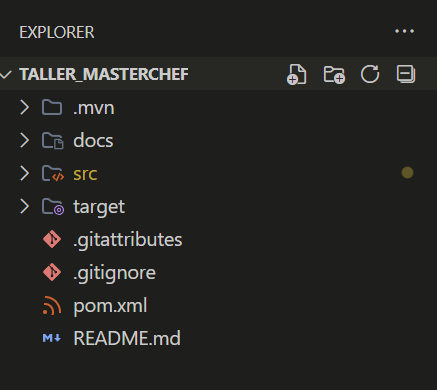 EXPLORER
TALLER_MASTERCHEF
.mvn
docs
src
target
.gitattributes
.gitignore
pom.xml
README.md